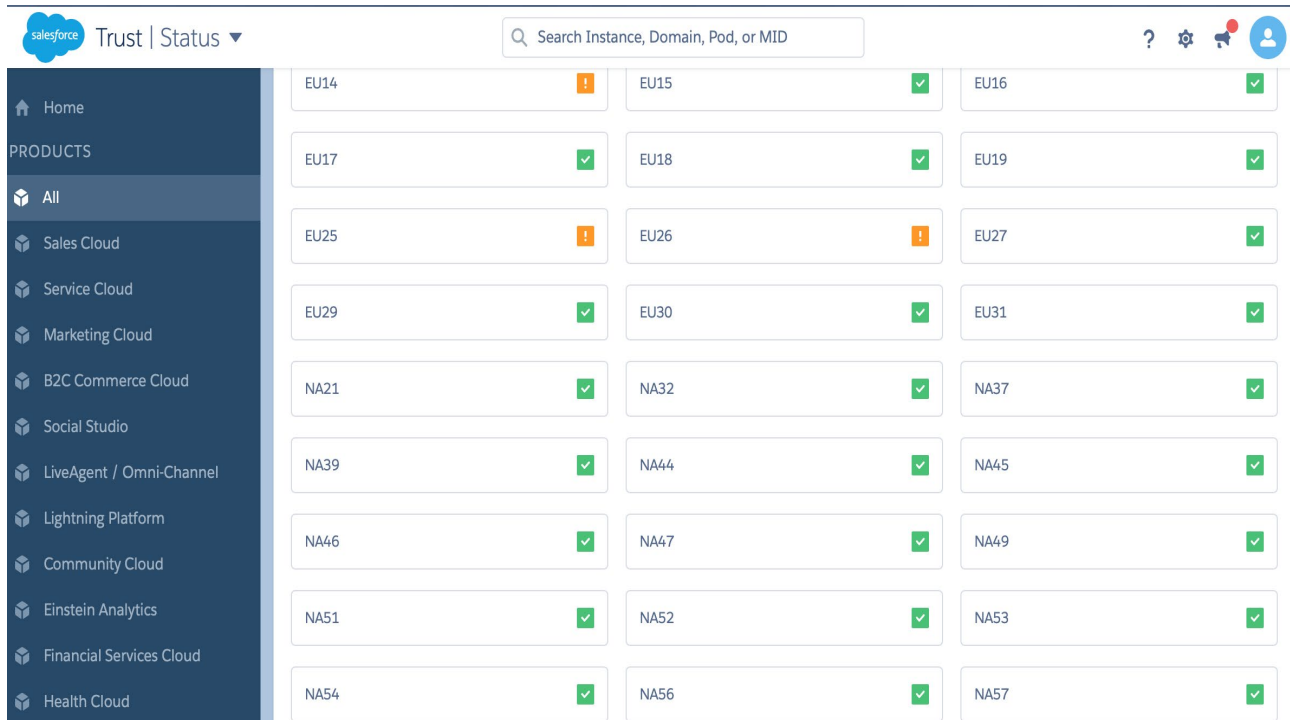 salesforce
Trust | Status
Search Instance, Domain, Pod, or MID
?
Home
PRODUCTS
All
Sales Cloud
Service Cloud
Marketing Cloud
B2C Commerce Cloud
Social Studio
LiveAgent / Omni-Channel
Lightning Platform
Community Cloud
Einstein Analytics
Financial Services Cloud
Health Cloud
EU14 ! EU15 EU16
EU17 EU18 EU19
EU25 ! EU26 ! EU27
EU29 EU30 EU31
NA21 NA32 NA37
NA39 NA44 NA45
NA46 NA47 NA49
NA51 NA52 NA53
NA54 NA56 NA57